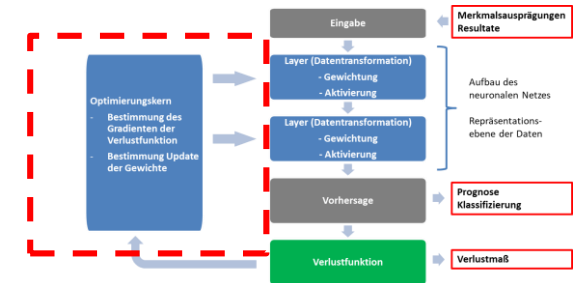 Eingabe
Merkmalsausprägungen
Resultate
Layer (Datentransformation)
- Gewichtung
- Aktivierung
Optimierungskern
- Bestimmung des
Gradienten der
Verlustfunktion
- Bestimmung Update
der Gewichte
Layer (Datentransformation)
- Gewichtung
- Aktivierung
Aufbau des
neuronalen Netzes
Repräsentations-
ebene der Daten
Vorhersage
Prognose
Klassifizierung
Verlustfunktion
Verlustmaß